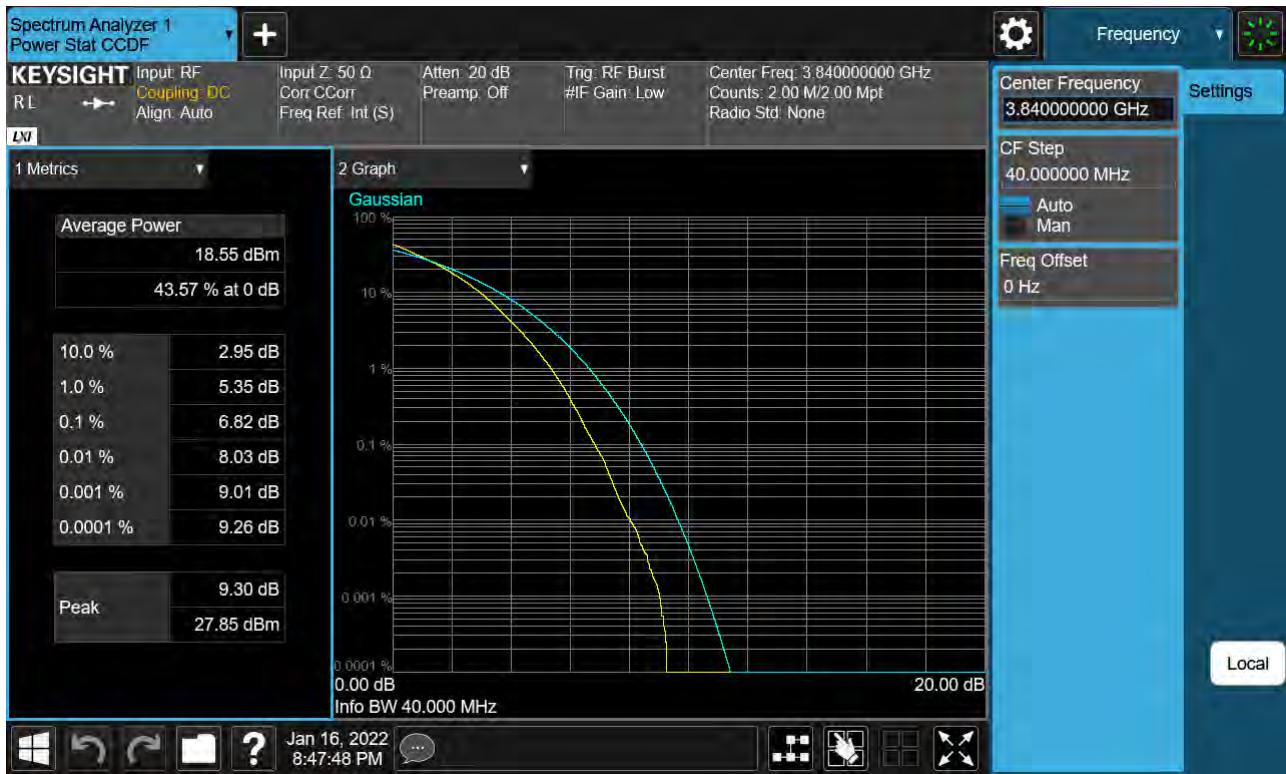 Spectrum Analyzer 1
Power Stat CCDF
+
Frequency
KEYSIGHT
RL
LXI
Input: RF
Coupling: DC
Align: Auto
Input Z: 50 Ω
Corr CCorr
Freq Ref: Int (S)
Atten: 20 dB
Preamp: Off
Trig: RF Burst
#IF Gain: Low
Center Freq: 3.840000000 GHz
Counts: 2.00 M/2.00 Mpt
Radio Std: None
Center Frequency
3.840000000 GHz
Settings
CF Step
40.000000 MHz
Auto
Man
Freq Offset
0 Hz
1 Metrics
Average Power
18.55 dBm
43.57 % at 0 dB
10.0 % 2.95 dB
1.0 % 5.35 dB
0.1 % 6.82 dB
0.01 % 8.03 dB
0.001 % 9.01 dB
0.0001 % 9.26 dB
Peak
9.30 dB
27.85 dBm
2 Graph
Gaussian
100 %
10 %
1 %
0.1 %
0.01 %
0.001 %
0.0001 %
0.00 dB 20.00 dB
Info BW 40.000 MHz
Local
?
Jan 16, 2022
8:47:48 PM